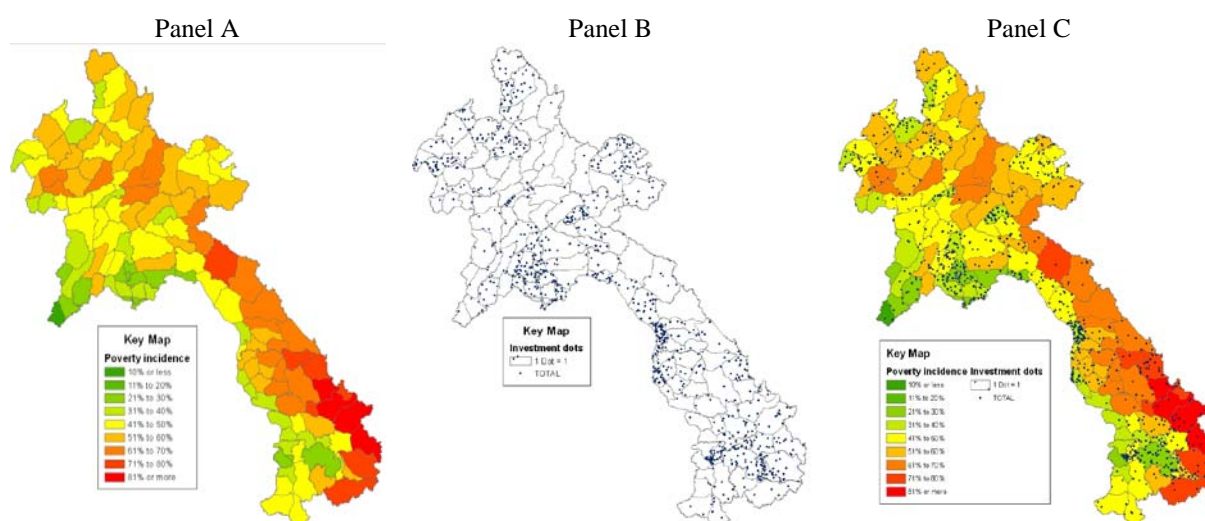 Panel A
Panel B
Panel C
Key Map
Poverty incidence
10% or less
11% to 20%
21% to 30%
31% to 40%
41% to 50%
51% to 60%
61% to 70%
71% to 80%
81% or more
Key Map
Investment dots
1 Dot = 1
TOTAL
Key Map
Poverty incidence Investment dots
10% or less 1 Dot = 1
11% to 20% TOTAL
21% to 30%
31% to 40%
41% to 50%
51% to 60%
61% to 70%
71% to 80%
81% or more